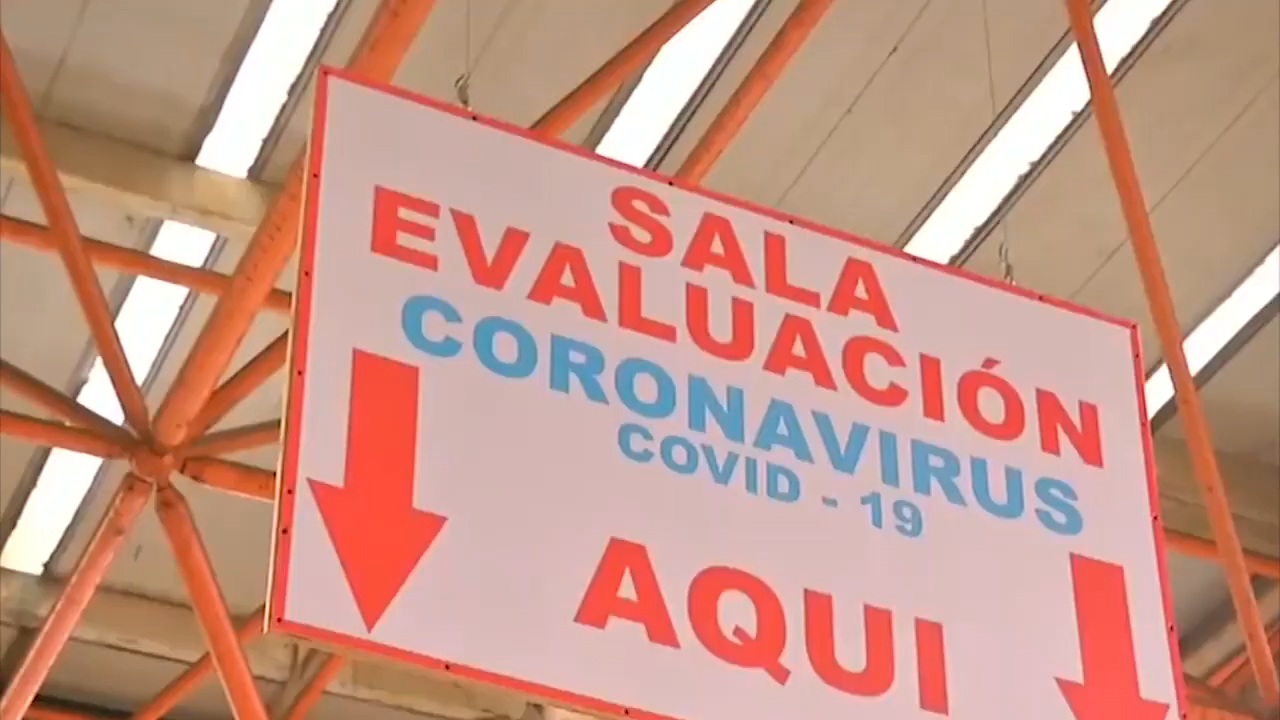 SALA
EVALUACIÓN
CORONAVIRUS
COVID - 19
AQUI